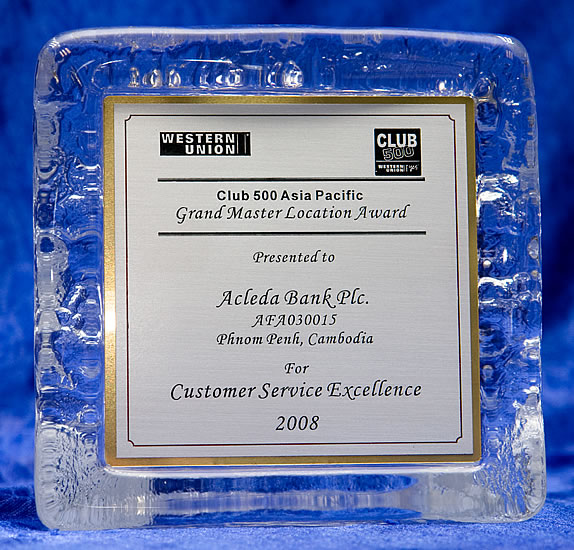 WESTERN
UNION
CLUB
500
WESTERN
UNION yes
Club 500 Asia Pacific
Grand Master Location Award
Presented to
Acleda Bank Plc.
AFA030015
Phnom Penh, Cambodia
For
Customer Service Excellence
2008